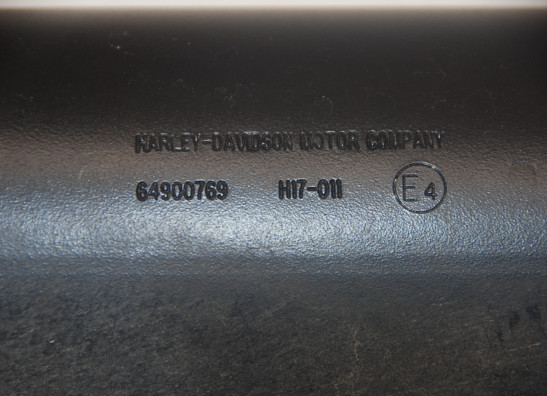 HARLEY-DAVIDSON MOTOR COMPANY
64900769 H17-011 E4